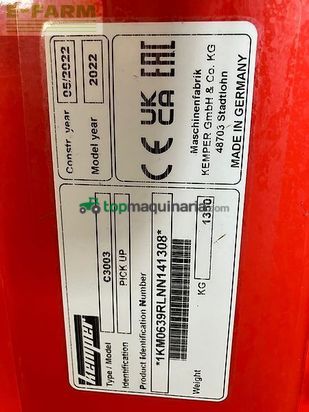 E-FARM
Kemper
Type / Model
C3003
Identification
PICK UP
Product Identification Number
*1KM0639RLNN141308*
Weight
KG
1350
topmaquinaria.com
Constr. year
05/2022
Model year
2022
CE UK CA EAC
Maschinenfabrik
KEMPER GmbH & Co. KG
48703 Stadtlohn
MADE IN GERMANY